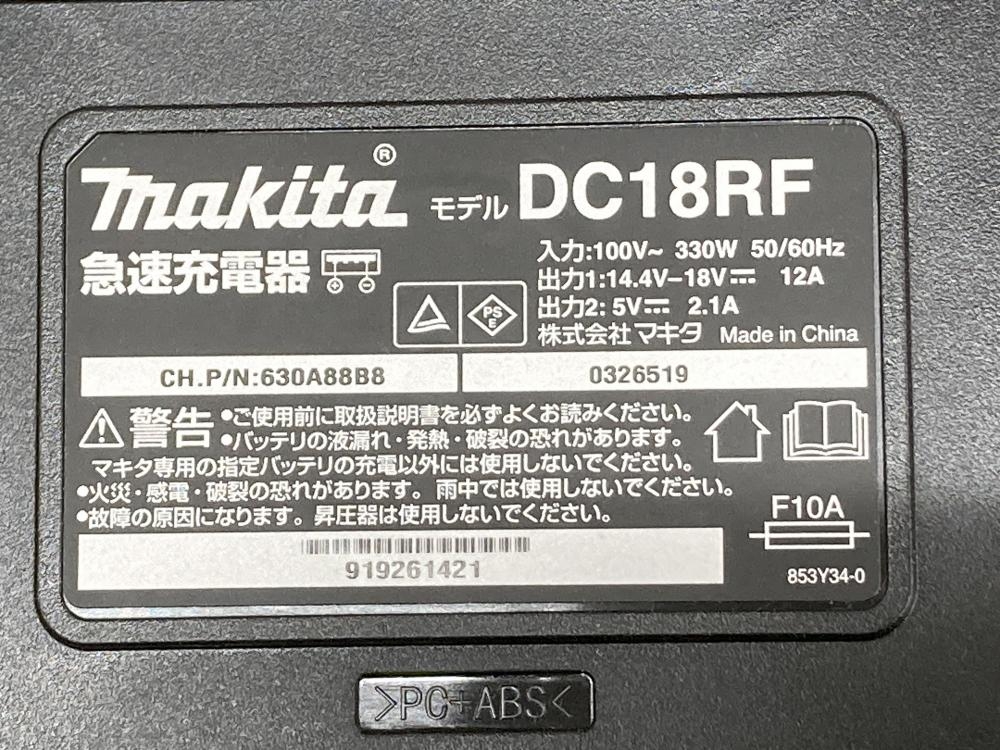 makita® モデル DC18RF
急速充電器
入力:100V~ 330W 50/60Hz
出力1:14.4V-18V⎓ 12A
出力2: 5V⎓ 2.1A
PS
E
株式会社マキタ Made in China
CH.P/N:630A88B8
0326519
警告 •ご使用前に取扱説明書を必ずよくお読みください。
•バッテリの液漏れ・発熱・破裂の恐れがあります。
マキタ専用の指定バッテリの充電以外には使用しないでください。
•火災・感電・破裂の恐れがあります。雨中では使用しないでください。
•故障の原因になります。昇圧器は使用しないでください。
F10A
919261421
853Y34-0
>PC+ABS<